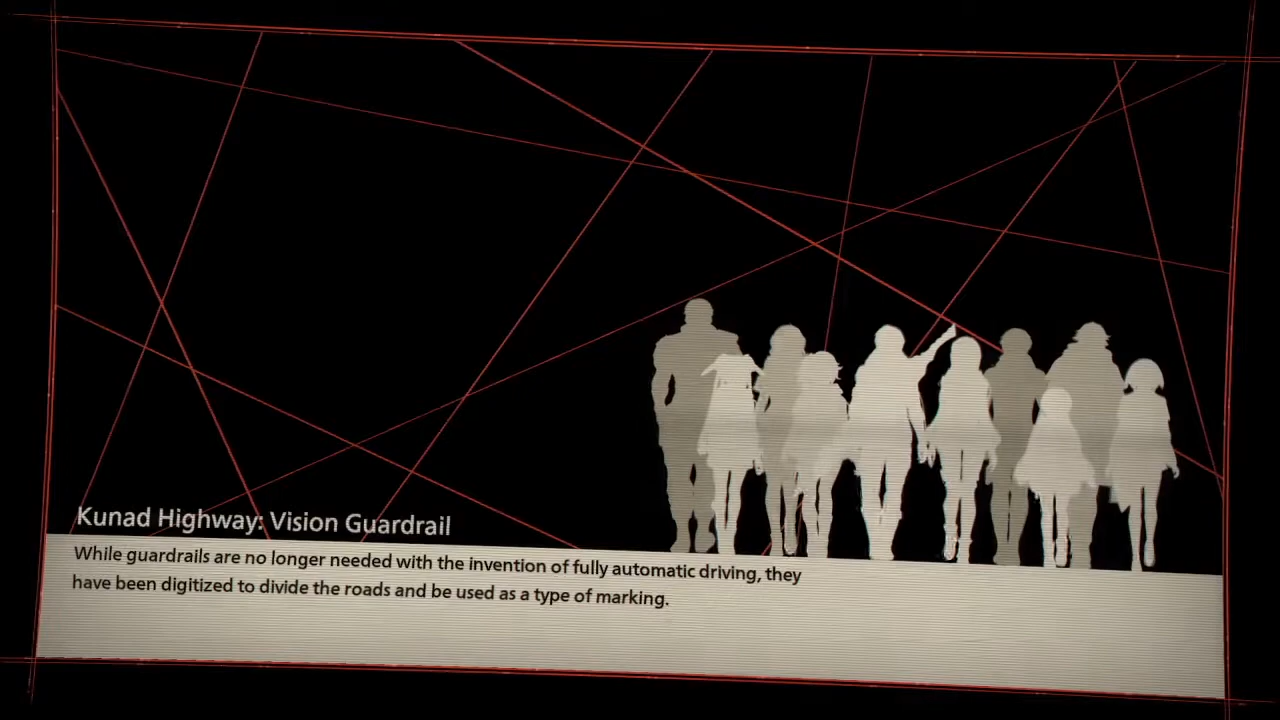 Kunad Highway: Vision Guardrail
While guardrails are no longer needed with the invention of fully automatic driving, they
have been digitized to divide the roads and be used as a type of marking.